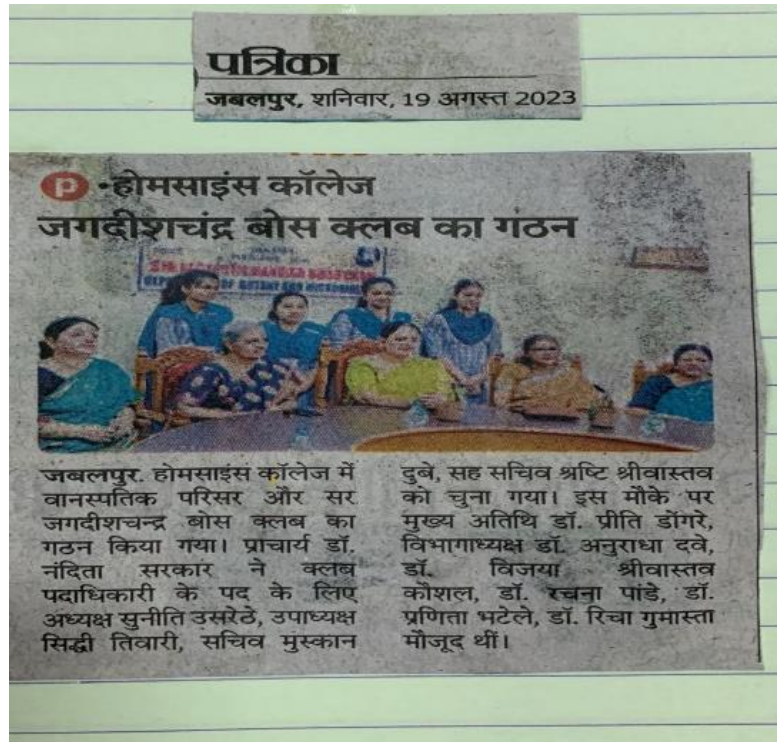 पत्रिका
जबलपुर, शनिवार, 19 अगस्त 2023
P •होमसाइंस कॉलेज
जगदीशचंद्र बोस क्लब का गठन
जबलपुर. होमसाइंस कॉलेज में
वानस्पतिक परिसर और सर
जगदीशचन्द्र बोस क्लब का
गठन किया गया। प्राचार्य डॉ.
नंदिता सरकार ने क्लब
पदाधिकारी के पद के लिए
अध्यक्ष सुनीति उसरेठे, उपाध्यक्ष
सिद्धी तिवारी, सचिव मुस्कान
दुबे, सह सचिव श्रष्टि श्रीवास्तव
को चुना गया। इस मौके पर
मुख्य अतिथि डॉ. प्रीति डोंगरे,
विभागाध्यक्ष डॉ. अनुराधा दवे,
डॉ. विजया श्रीवास्तव
कौशल, डॉ. रचना पांडे, डॉ.
प्रणिता भटेले, डॉ. रिचा गुमास्ता
मौजूद थीं।